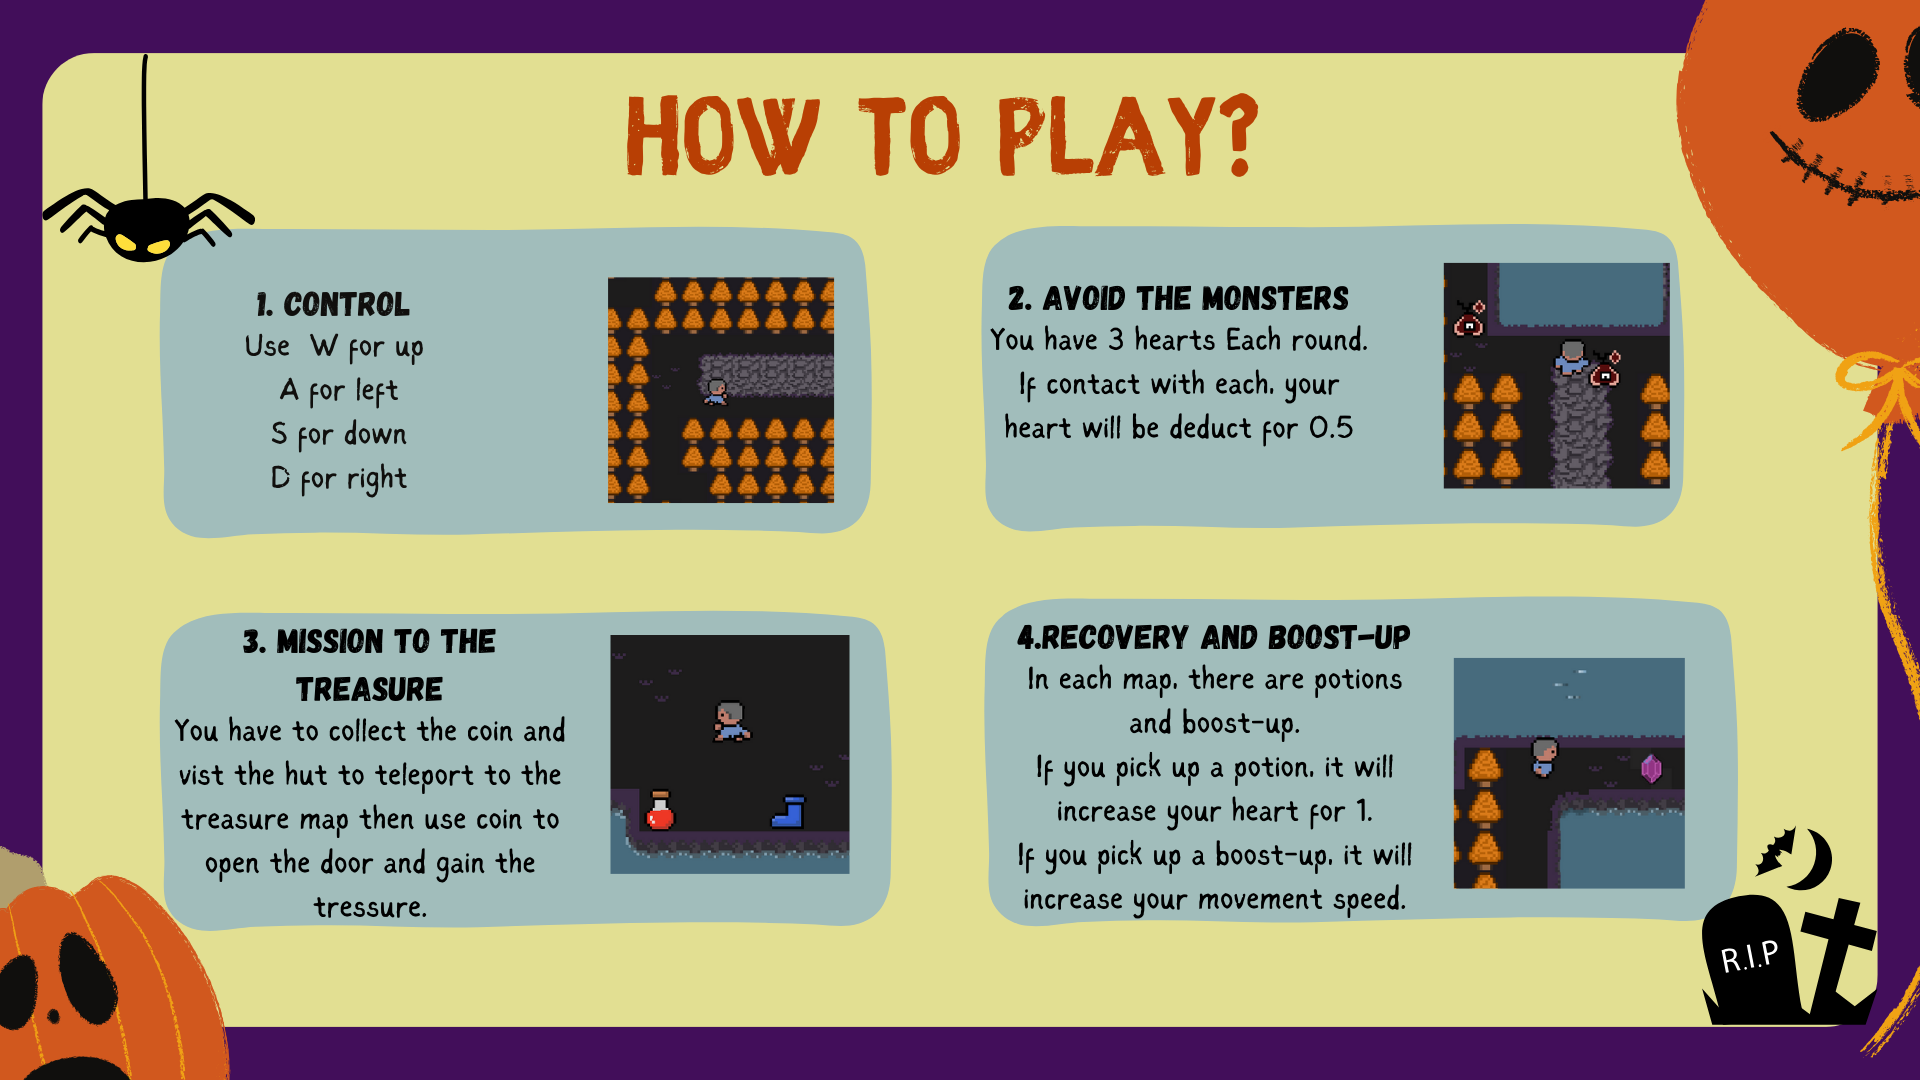 HOW TO PLAY?
1. CONTROL
Use W for up
A for left
S for down
D for right
2. AVOID THE MONSTERS
You have 3 hearts Each round.
If contact with each, your
heart will be deduct for 0.5
3. MISSION TO THE
TREASURE
You have to collect the coin and
vist the hut to teleport to the
treasure map then use coin to
open the door and gain the
tressure.
4.RECOVERY AND BOOST-UP
In each map, there are potions
and boost-up.
If you pick up a potion, it will
increase your heart for 1.
If you pick up a boost-up, it will
increase your movement speed.
R.I.P